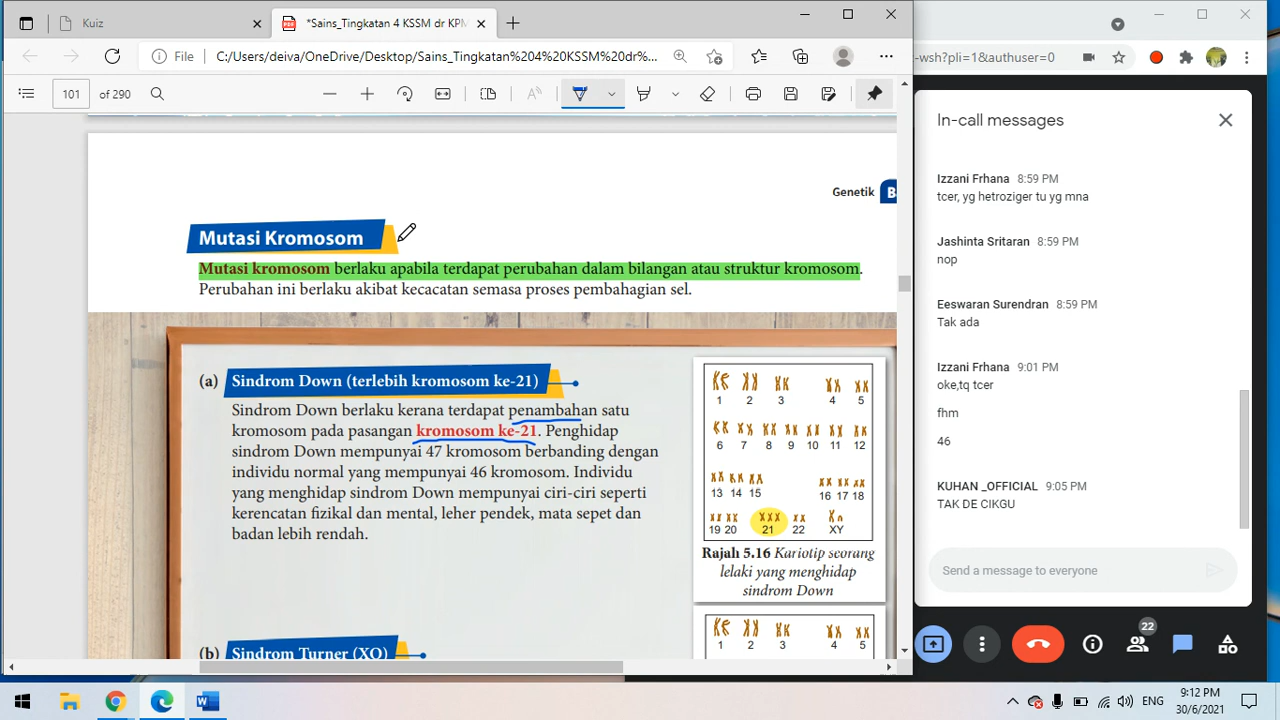 Kuiz
*Sains_Tingkatan 4 KSSM dr KPM
File
C:/Users/deiva/OneDrive/Desktop/Sains_Tingkatan%204%20KSSM%20dr%...
-wsh?pli=1&authuser=0
101 of 290
Genetik B
Mutasi Kromosom
Mutasi kromosom berlaku apabila terdapat perubahan dalam bilangan atau struktur kromosom.
Perubahan ini berlaku akibat kecacatan semasa proses pembahagian sel.
(a) Sindrom Down (terlebih kromosom ke-21)
Sindrom Down berlaku kerana terdapat penambahan satu
kromosom pada pasangan kromosom ke-21. Penghidap
sindrom Down mempunyai 47 kromosom berbanding dengan
individu normal yang mempunyai 46 kromosom. Individu
yang menghidap sindrom Down mempunyai ciri-ciri seperti
kerencatan fizikal dan mental, leher pendek, mata sepet dan
badan lebih rendah.
1 2 3 4 5
6 7 8 9 10 11 12
13 14 15 16 17 18
19 20 21 22 XY
Rajah 5.16 Kariotip seorang
lelaki yang menghidap
sindrom Down
(b) Sindrom Turner (XO)
1 2 3 4 5
In-call messages
Izzani Frhana 8:59 PM
tcer, yg hetroziger tu yg mna
Jashinta Sritaran 8:59 PM
nop
Eeswaran Surendran 8:59 PM
Tak ada
Izzani Frhana 9:01 PM
oke,tq tcer
fhm
46
KUHAN _OFFICIAL 9:05 PM
TAK DE CIKGU
Send a message to everyone
22
ENG
9:12 PM
30/6/2021